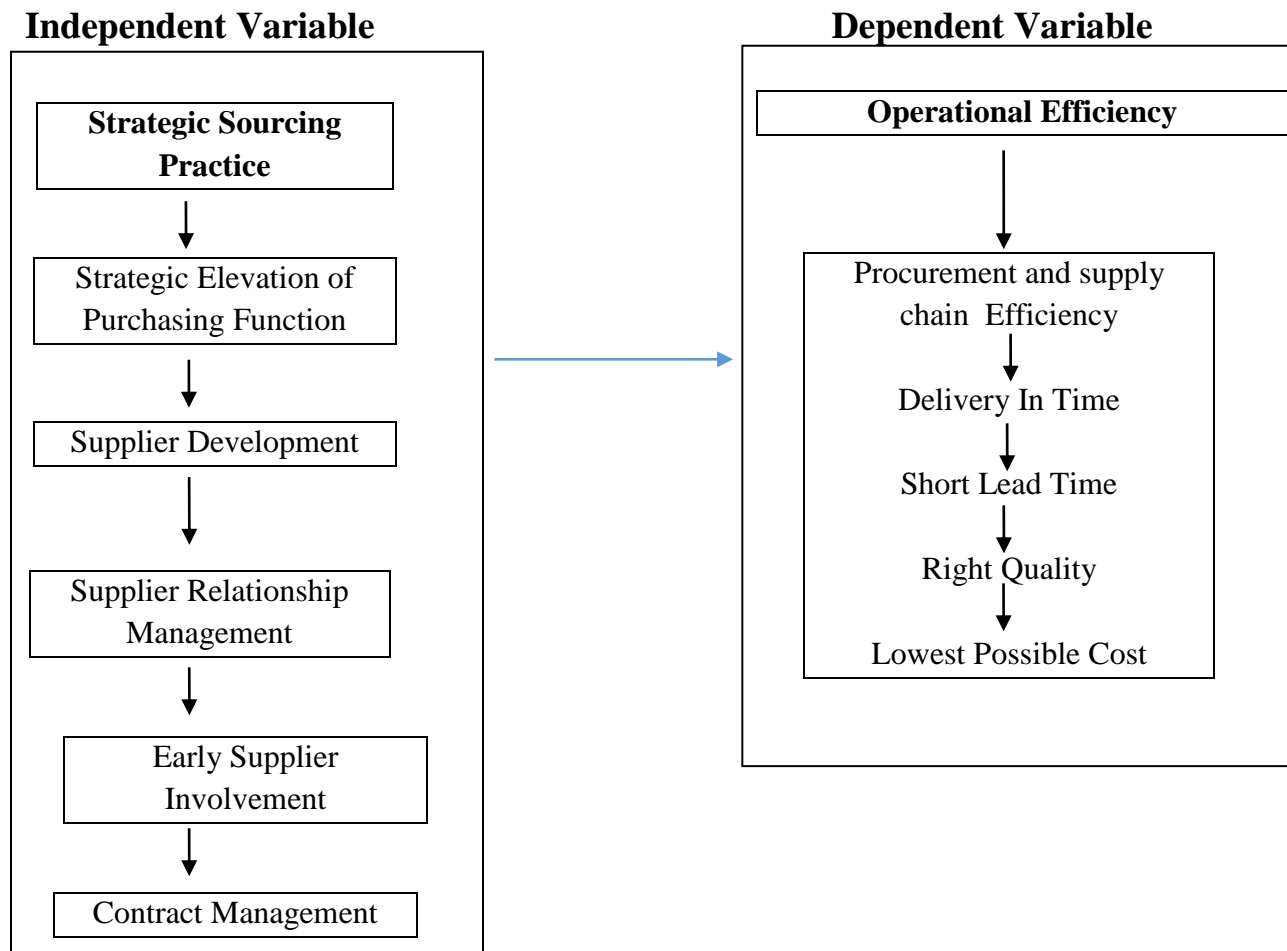 Independent Variable
Strategic Sourcing
Practice
Strategic Elevation of
Purchasing Function
Supplier Development
Supplier Relationship
Management
Early Supplier
Involvement
Contract Management
Dependent Variable
Operational Efficiency
Procurement and supply
chain Efficiency
Delivery In Time
Short Lead Time
Right Quality
Lowest Possible Cost